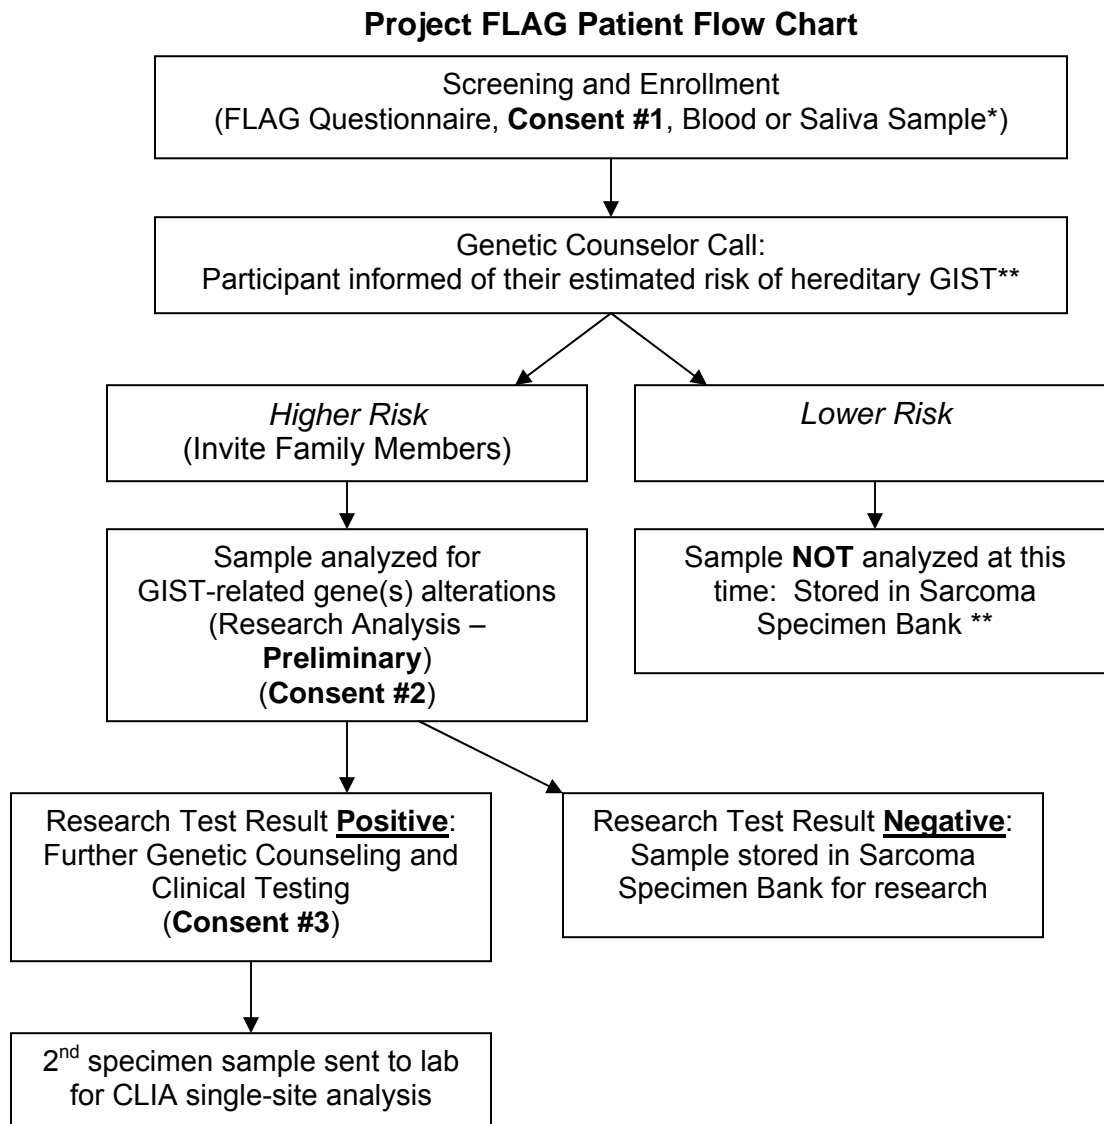 Project FLAG Patient Flow Chart
Screening and Enrollment
(FLAG Questionnaire, Consent #1, Blood or Saliva Sample*)
Genetic Counselor Call:
Participant informed of their estimated risk of hereditary GIST**
Higher Risk
(Invite Family Members)
Lower Risk
Sample analyzed for
GIST-related gene(s) alterations
(Research Analysis –
Preliminary)
(Consent #2)
Sample NOT analyzed at this
time:  Stored in Sarcoma
Specimen Bank **
Research Test Result Positive:
Further Genetic Counseling and
Clinical Testing
(Consent #3)
Research Test Result Negative:
Sample stored in Sarcoma
Specimen Bank for research
2nd specimen sample sent to lab
for CLIA single-site analysis